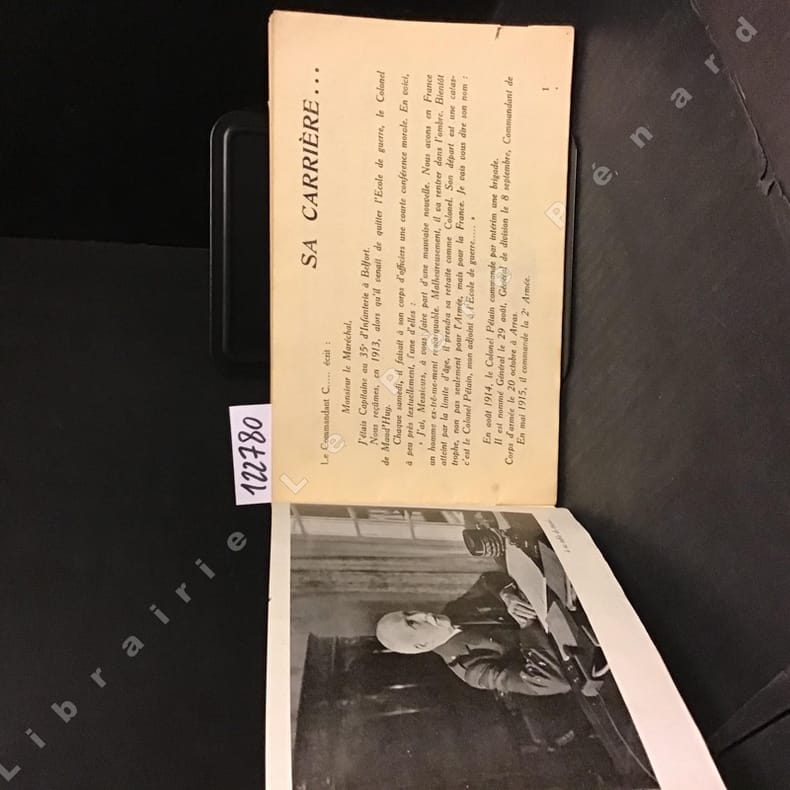 SA CARRIÈRE...
Le Commandant C..... écrit :
Monsieur le Maréchal,
J'étais Capitaine au 35e d'Infanterie à Belfort.
Nous reçûmes, en 1913, alors qu'il venait de quitter l'Ecole de guerre, le Colonel
de Maud'Huy.
Chaque samedi, il faisait à son corps d'officiers une courte conférence morale. En voici,
à peu près textuellement, l'une d'elles :
« J'ai, Messieurs, à vous faire part d'une mauvaise nouvelle. Nous avons en France
un homme ex-tré-me-ment remarquable. Malheureusement, il va rentrer dans l'ombre. Bientôt
atteint par la limite d'âge, il prendra sa retraite comme Colonel. Son départ est une catas-
trophe, non pas seulement pour l'Armée, mais pour la France. Je vais vous dire son nom :
c'est le Colonel Pétain, mon adjoint à l'Ecole de guerre..... »
En août 1914, le Colonel Pétain commande par intérim une brigade.
Il est nommé Général le 29 août, Général de division le 8 septembre, Commandant de
Corps d'armée le 20 octobre à Arras.
En mai 1915, il commande la 2e Armée.
1
A sa table de travail.
122780
Librairie Le Pénard